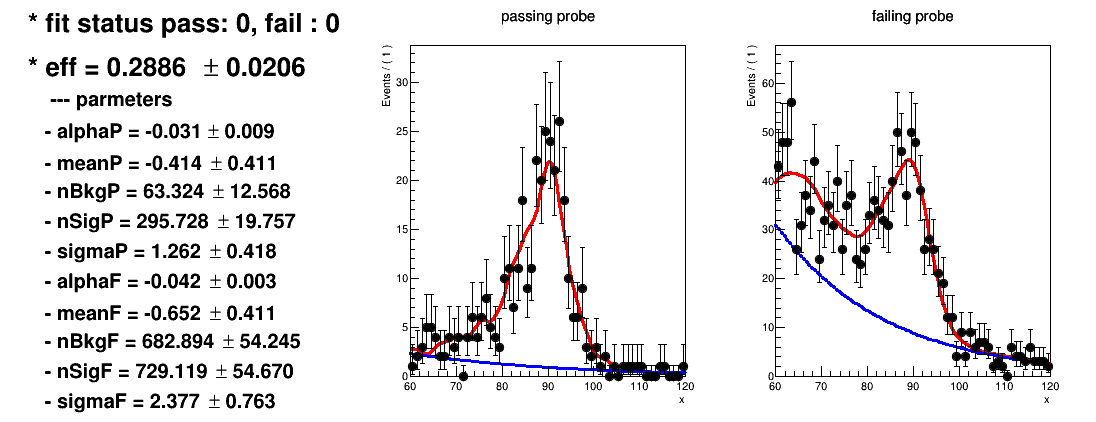 * fit status pass: 0, fail : 0
* eff = 0.2886 ± 0.0206
--- parmeters
- alphaP = -0.031 ± 0.009
- meanP = -0.414 ± 0.411
- nBkgP = 63.324 ± 12.568
- nSigP = 295.728 ± 19.757
- sigmaP = 1.262 ± 0.418
- alphaF = -0.042 ± 0.003
- meanF = -0.652 ± 0.411
- nBkgF = 682.894 ± 54.245
- nSigF = 729.119 ± 54.670
- sigmaF = 2.377 ± 0.763
passing probe
Events / ( 1 )
30
25
20
15
10
5
0
60 70 80 90 100 110 120
x
failing probe
Events / ( 1 )
60
50
40
30
20
10
0
60 70 80 90 100 110 120
x